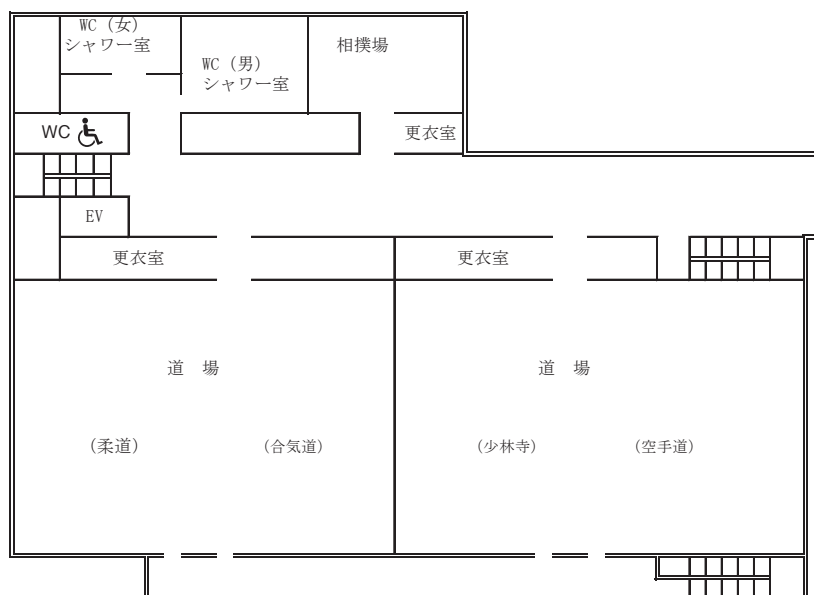 WC（女）
シャワー室
WC（男）
シャワー室
相撲場
WC
更衣室
EV
更衣室
更衣室
道　場
道　場
（柔道）
（合気道）
（少林寺）
（空手道）